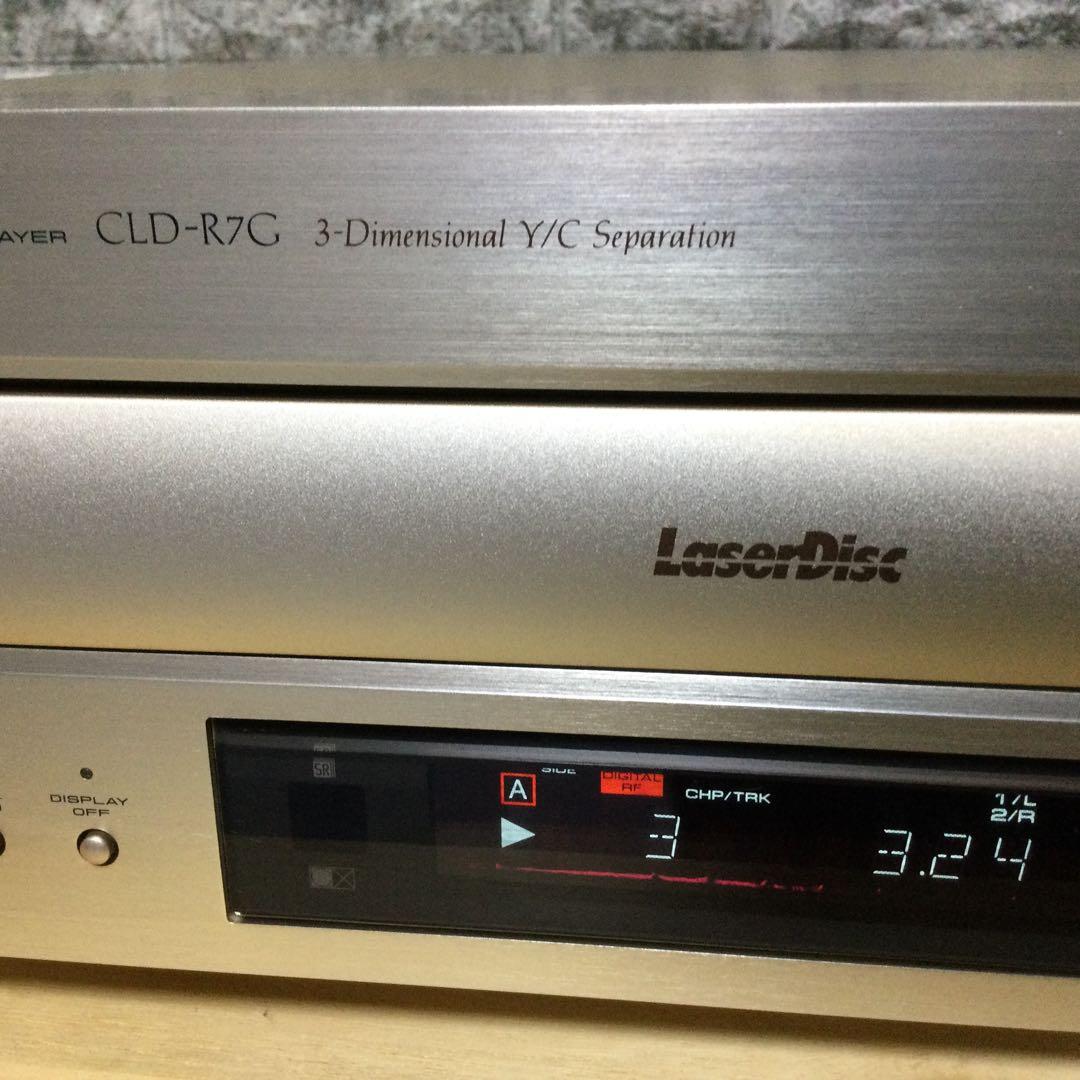 AYER CLD-R7G 3-Dimensional Y/C Separation
LaserDisc
SR
DISPLAY
OFF
A
SIDE
DIGITAL
RF
CHP/TRK
1/L
2/R
3
3.24